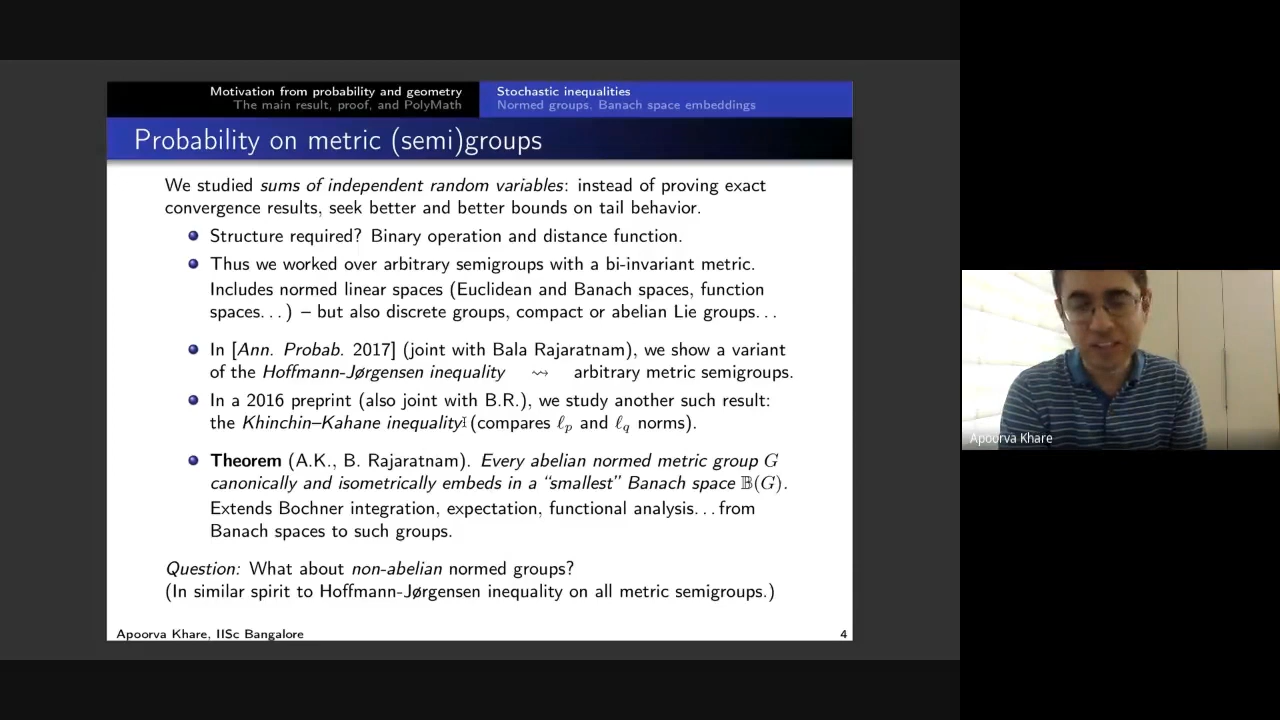 Motivation from probability and geometry
The main result, proof, and PolyMath
Stochastic inequalities
Normed groups, Banach space embeddings
Probability on metric (semi)groups
We studied sums of independent random variables: instead of proving exact
convergence results, seek better and better bounds on tail behavior.
Structure required? Binary operation and distance function.
Thus we worked over arbitrary semigroups with a bi-invariant metric.
Includes normed linear spaces (Euclidean and Banach spaces, function
spaces...) – but also discrete groups, compact or abelian Lie groups...
In [Ann. Probab. 2017] (joint with Bala Rajaratnam), we show a variant
of the Hoffmann-Jørgensen inequality ⇝ arbitrary metric semigroups.
In a 2016 preprint (also joint with B.R.), we study another such result:
the Khinchin–Kahane inequality (compares ℓp and ℓq norms).
Theorem (A.K., B. Rajaratnam). Every abelian normed metric group G
canonically and isometrically embeds in a “smallest” Banach space 𝔹(G).
Extends Bochner integration, expectation, functional analysis...from
Banach spaces to such groups.
Question: What about non-abelian normed groups?
(In similar spirit to Hoffmann-Jørgensen inequality on all metric semigroups.)
Apoorva Khare, IISc Bangalore
4
Apoorva Khare